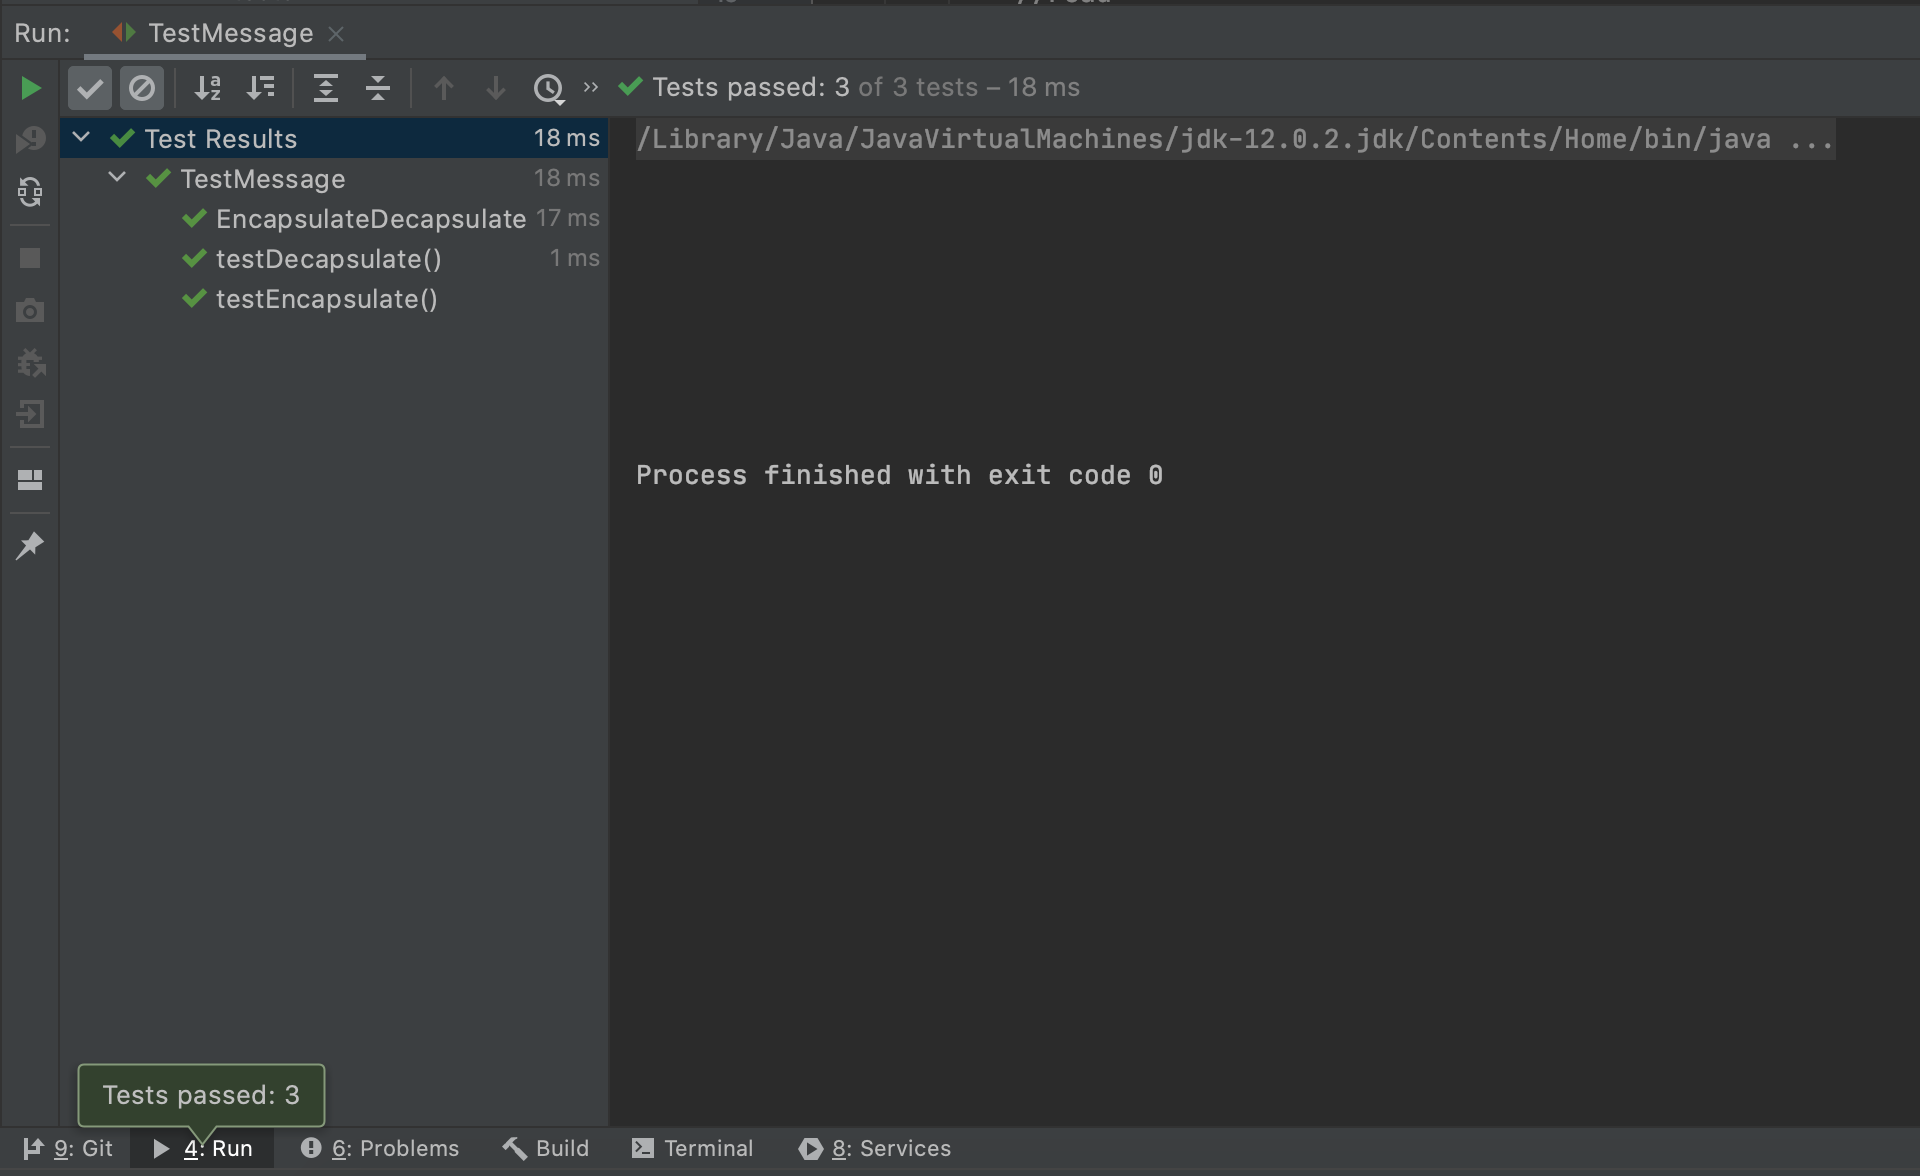 Run: TestMessage
Tests passed: 3 of 3 tests – 18 ms
Test Results 18 ms
TestMessage 18 ms
EncapsulateDecapsulate 17 ms
testDecapsulate() 1 ms
testEncapsulate()
/Library/Java/JavaVirtualMachines/jdk-12.0.2.jdk/Contents/Home/bin/java ...
Process finished with exit code 0
Tests passed: 3
9: Git 4: Run 6: Problems Build Terminal 8: Services